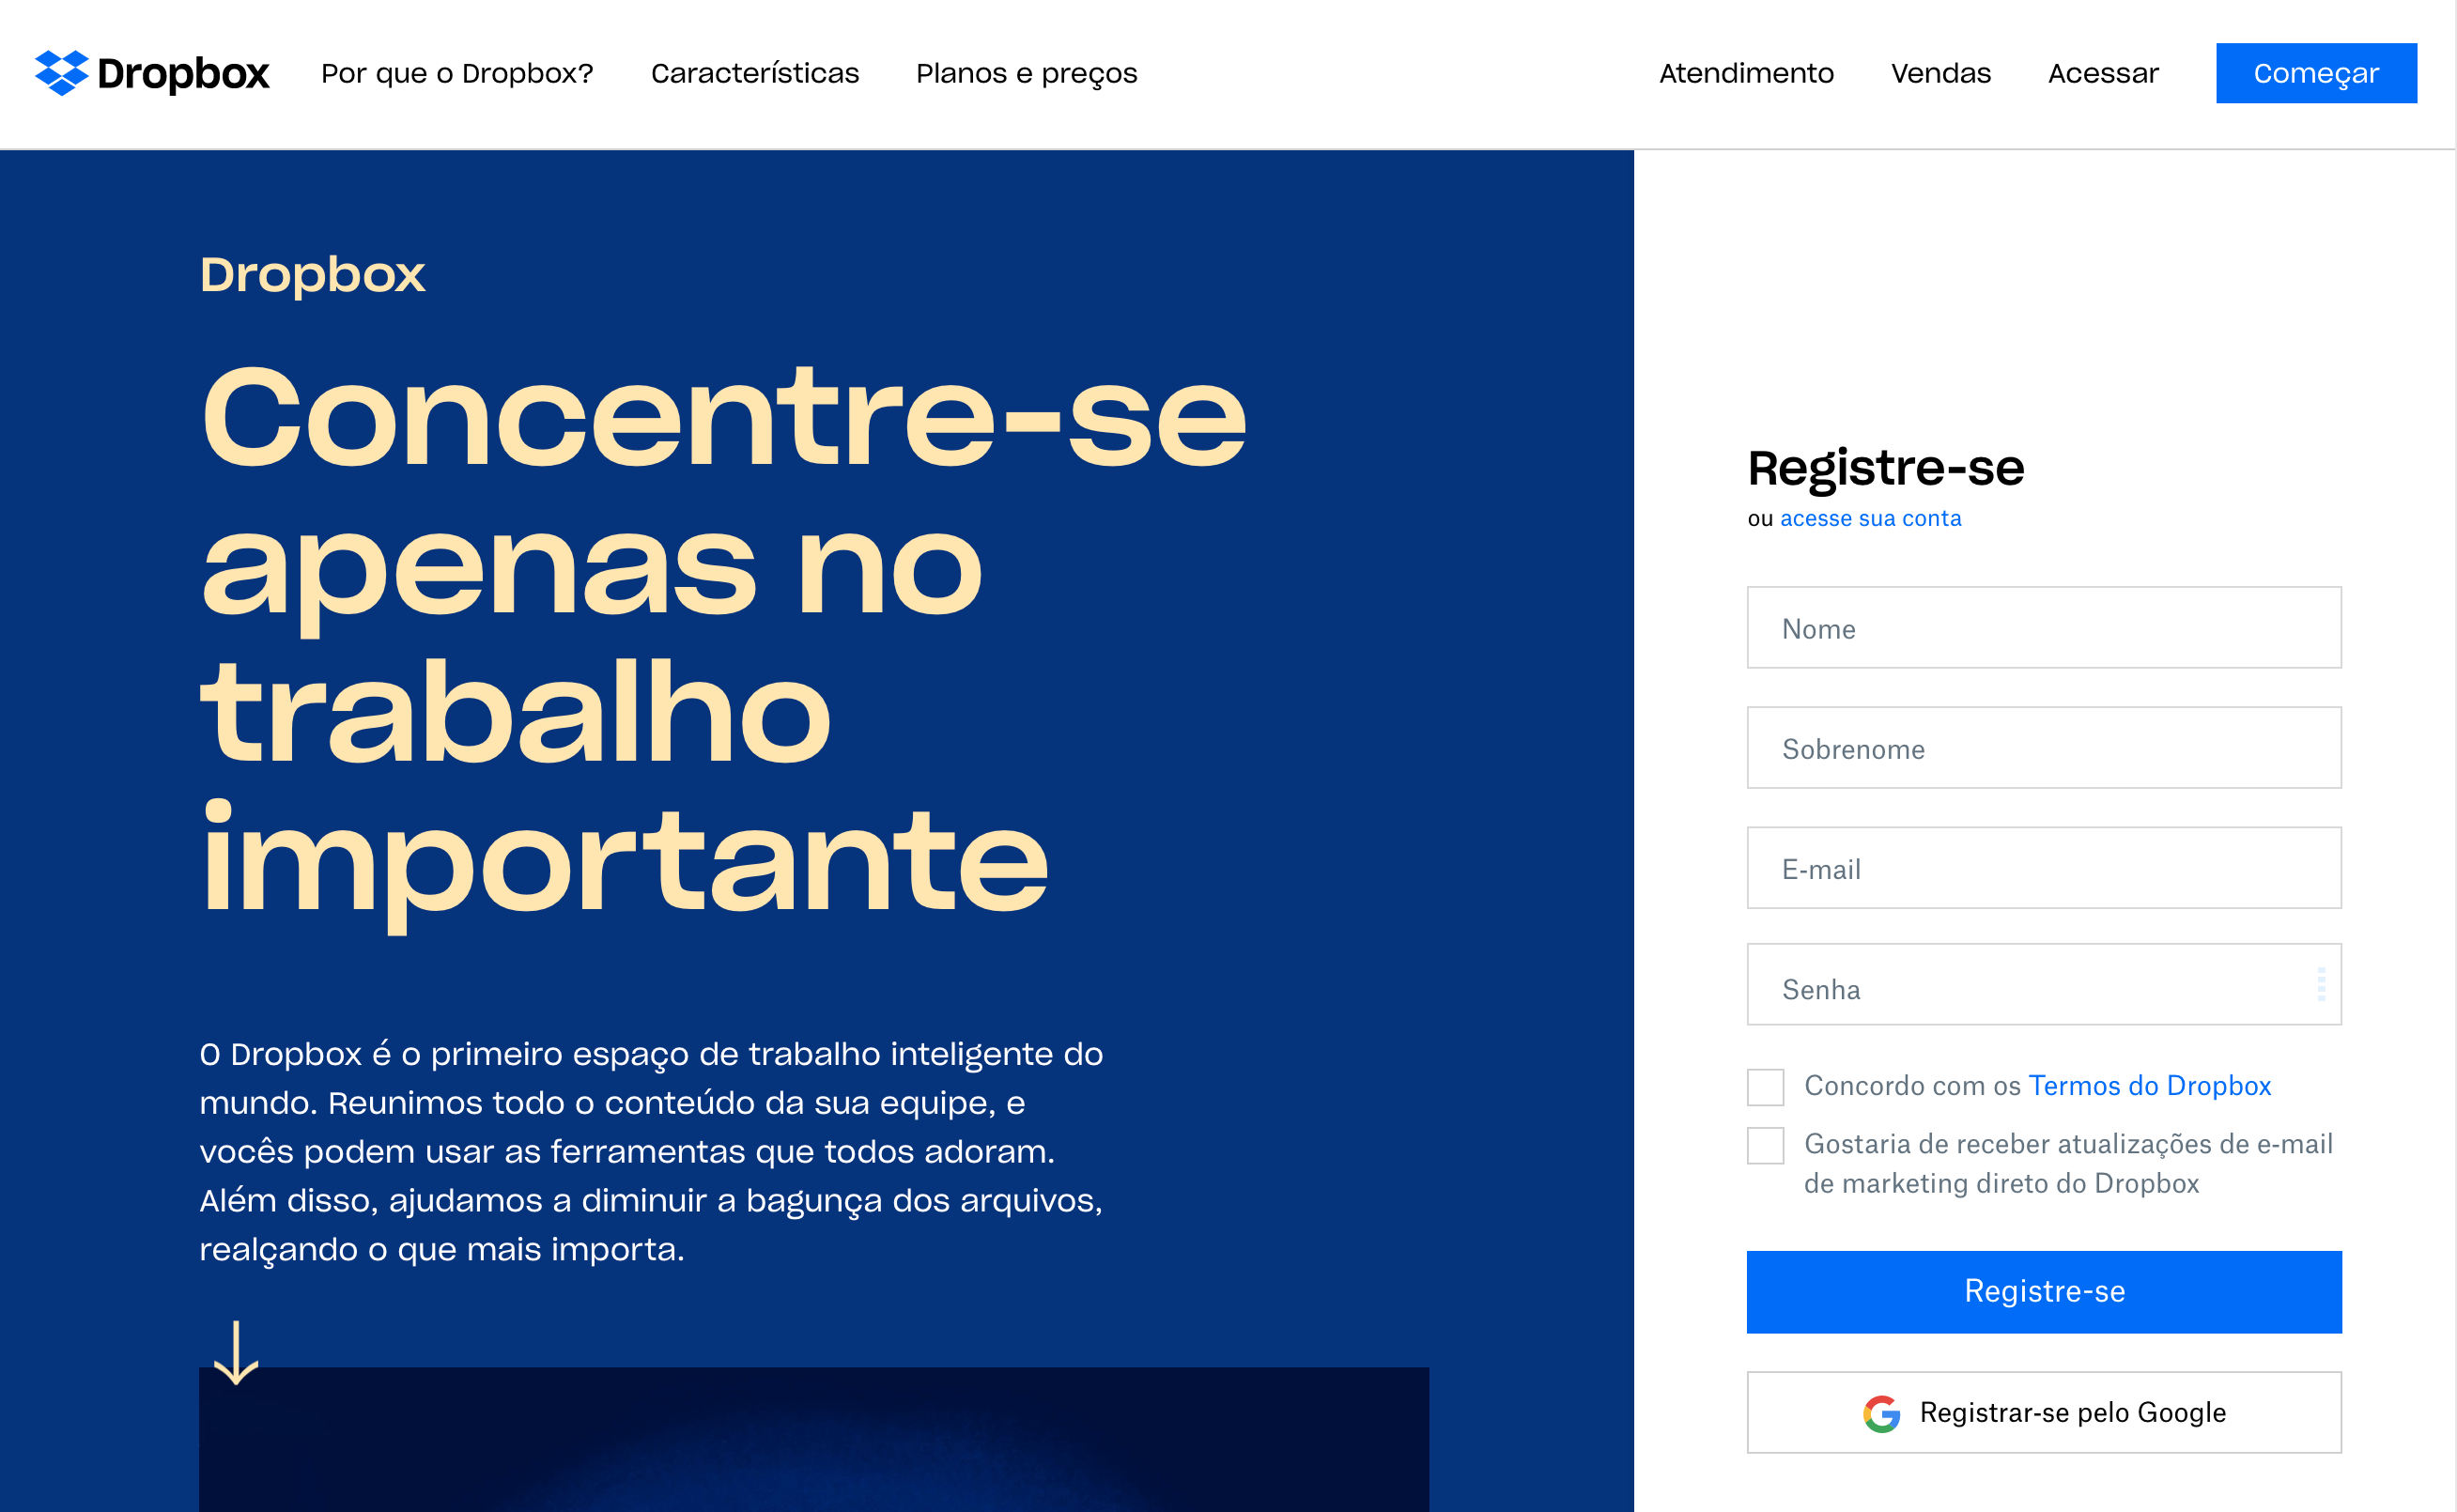 Dropbox
Por que o Dropbox?
Características
Planos e preços
Atendimento
Vendas
Acessar
Começar
Dropbox
Concentre-se
apenas no
trabalho
importante
O Dropbox é o primeiro espaço de trabalho inteligente do
mundo. Reunimos todo o conteúdo da sua equipe, e
vocês podem usar as ferramentas que todos adoram.
Além disso, ajudamos a diminuir a bagunça dos arquivos,
realçando o que mais importa.
Registre-se
ou acesse sua conta
Nome
Sobrenome
E-mail
Senha
Concordo com os Termos do Dropbox
Gostaria de receber atualizações de e-mail
de marketing direto do Dropbox
Registre-se
Registrar-se pelo Google